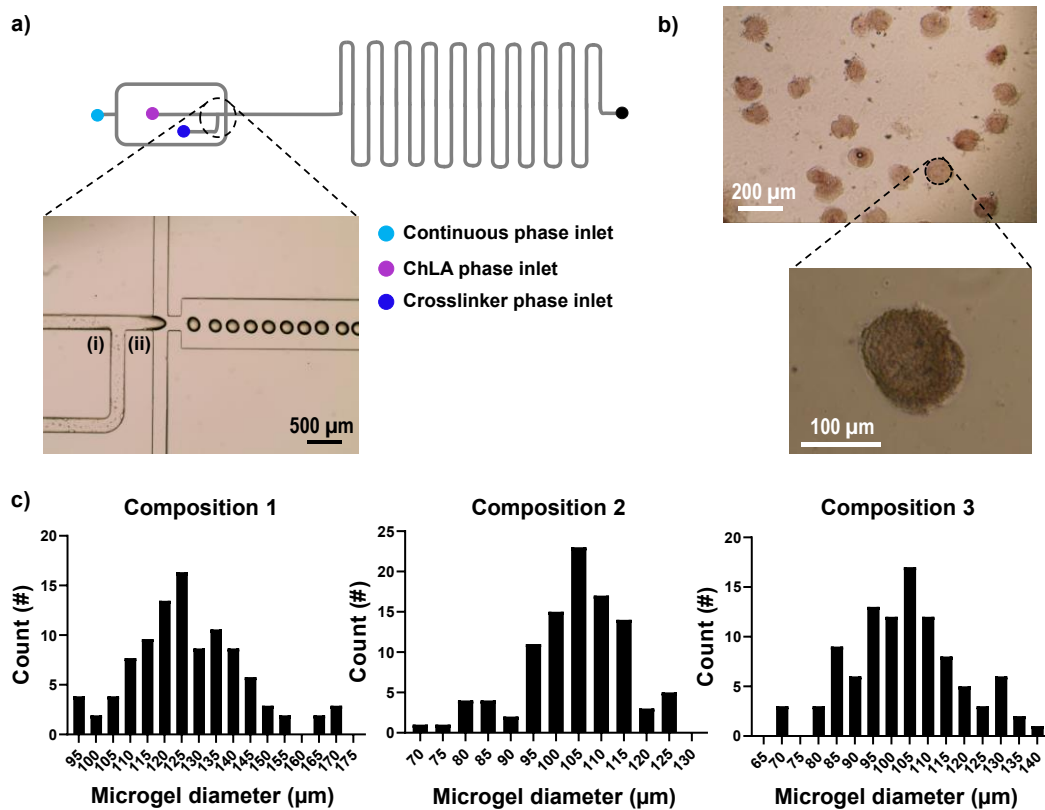 a)
Continuous phase inlet
ChLA phase inlet
Crosslinker phase inlet
(i) (ii)
500 µm
b)
200 µm
100 µm
c)
Composition 1
Count (#)
20
15
10
5
0
95 100 105 110 115 120 125 130 135 140 145 150 155 160 165 170 175
Microgel diameter (µm)
Composition 2
Count (#)
25
20
15
10
5
0
70 75 80 85 90 95 100 105 110 115 120 125 130
Microgel diameter (µm)
Composition 3
Count (#)
20
15
10
5
0
65 70 75 80 85 90 95 100 105 110 115 120 125 130 135 140
Microgel diameter (µm)